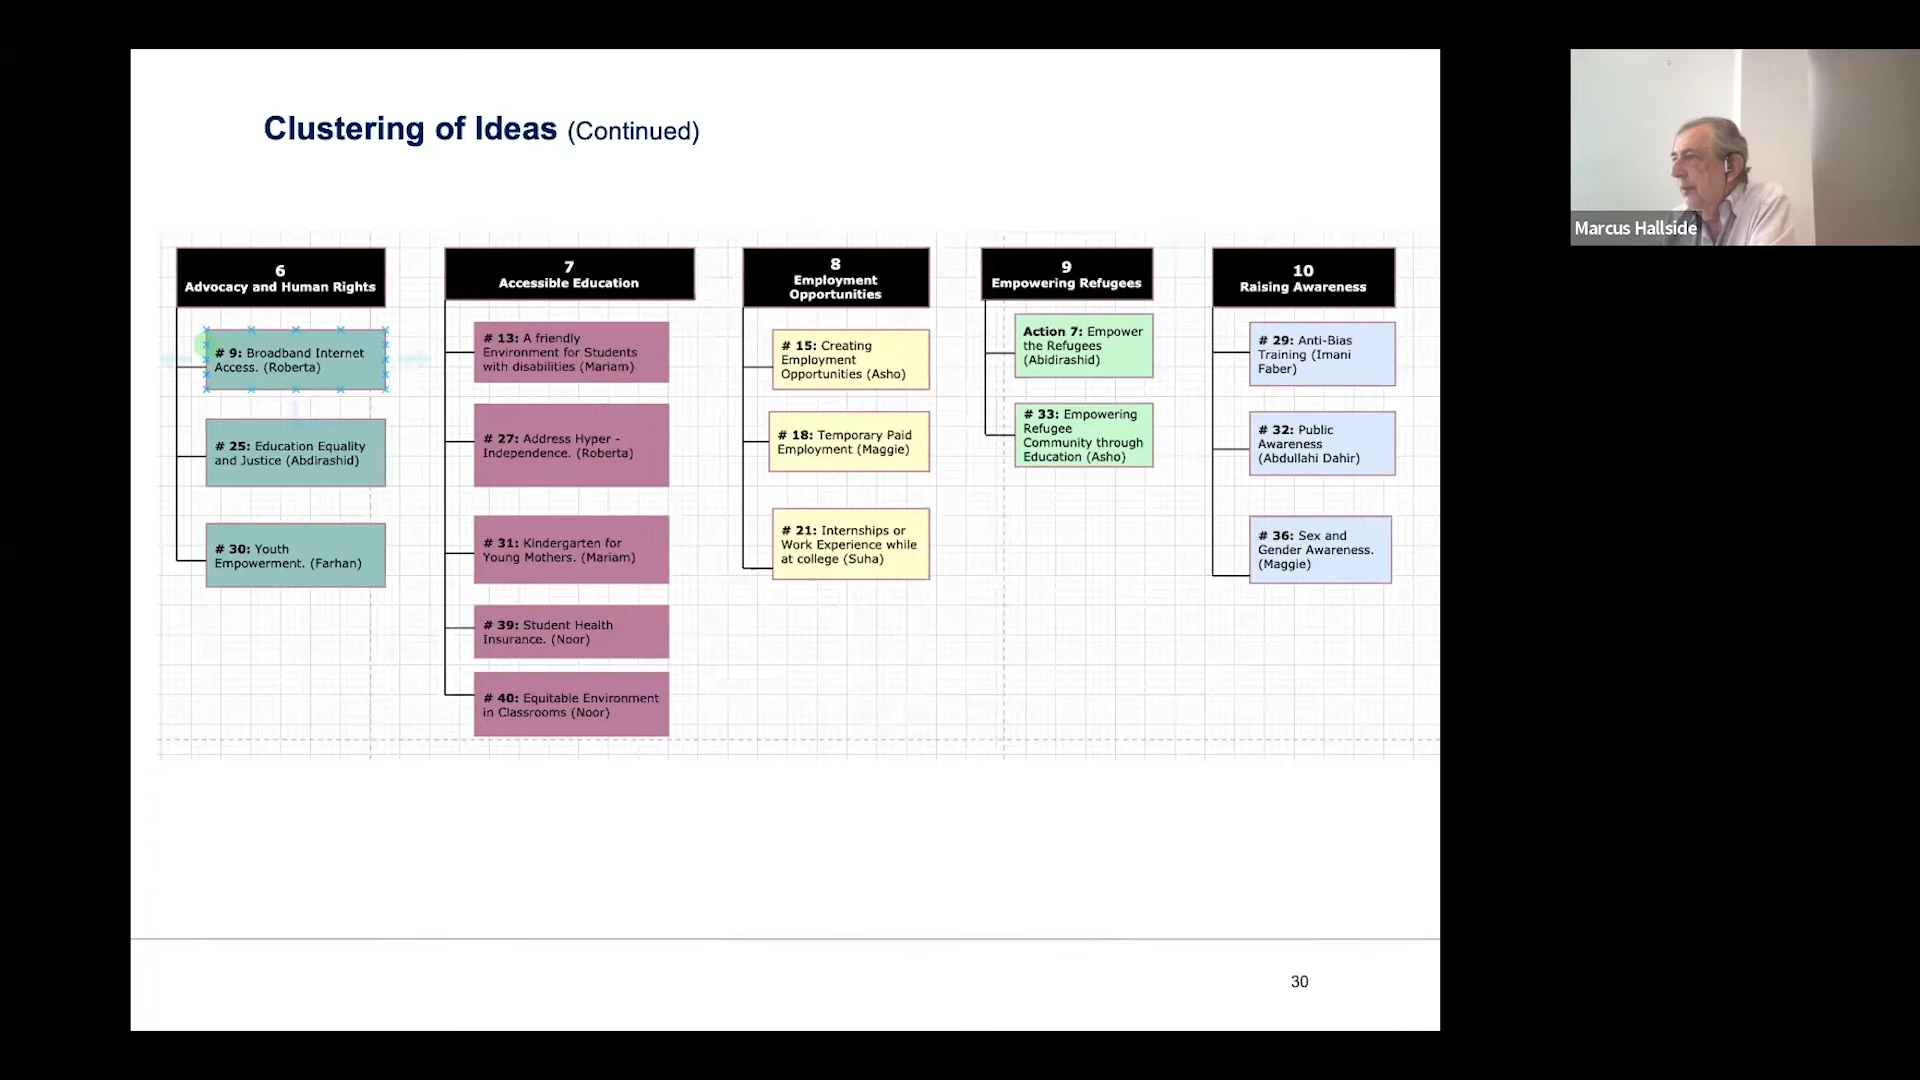 Clustering of Ideas (Continued)
Marcus Hallside
6
Advocacy and Human Rights
# 9: Broadband Internet
Access. (Roberta)
# 25: Education Equality
and Justice (Abdirashid)
# 30: Youth
Empowerment. (Farhan)
7
Accessible Education
# 13: A friendly
Environment for Students
with disabilities (Mariam)
# 27: Address Hyper -
Independence. (Roberta)
# 31: Kindergarten for
Young Mothers. (Mariam)
# 39: Student Health
Insurance. (Noor)
# 40: Equitable Environment
in Classrooms (Noor)
8
Employment
Opportunities
# 15: Creating
Employment
Opportunities (Asho)
# 18: Temporary Paid
Employment (Maggie)
# 21: Internships or
Work Experience while
at college (Suha)
9
Empowering Refugees
Action 7: Empower
the Refugees
(Abidirashid)
# 33: Empowering
Refugee
Community through
Education (Asho)
10
Raising Awareness
# 29: Anti-Bias
Training (Imani
Faber)
# 32: Public
Awareness
(Abdullahi Dahir)
# 36: Sex and
Gender Awareness.
(Maggie)
30